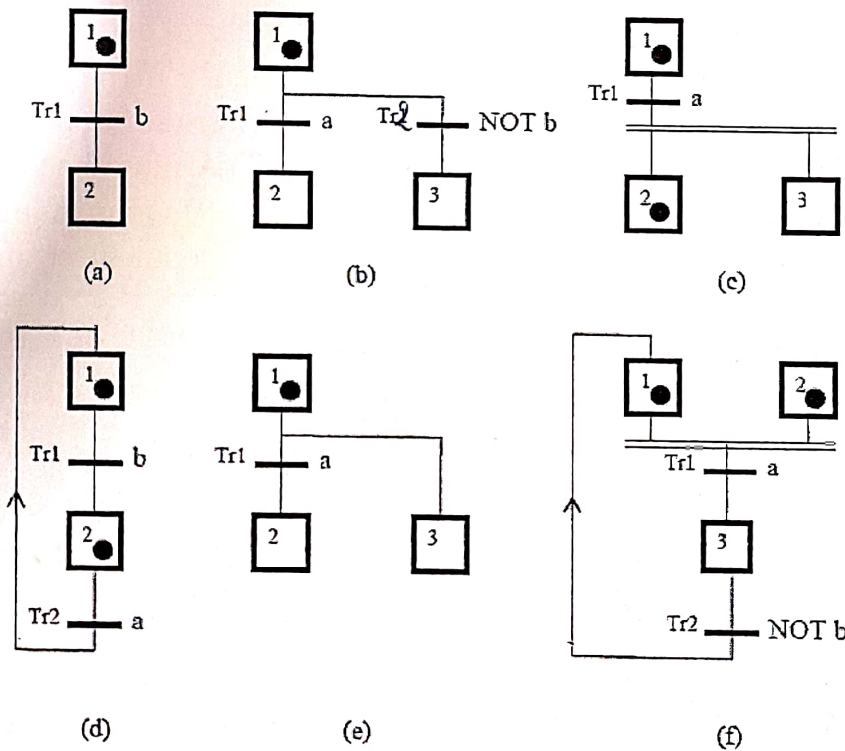 1
Tr1 b
2
(a)
1
Tr1 a Tr2 NOT b
2 3
(b)
1
Tr1 a
2 3
(c)
1
Tr1 b
2
Tr2 a
(d)
1
Tr1 a
2 3
(e)
1 2
Tr1 a
3
Tr2 NOT b
(f)